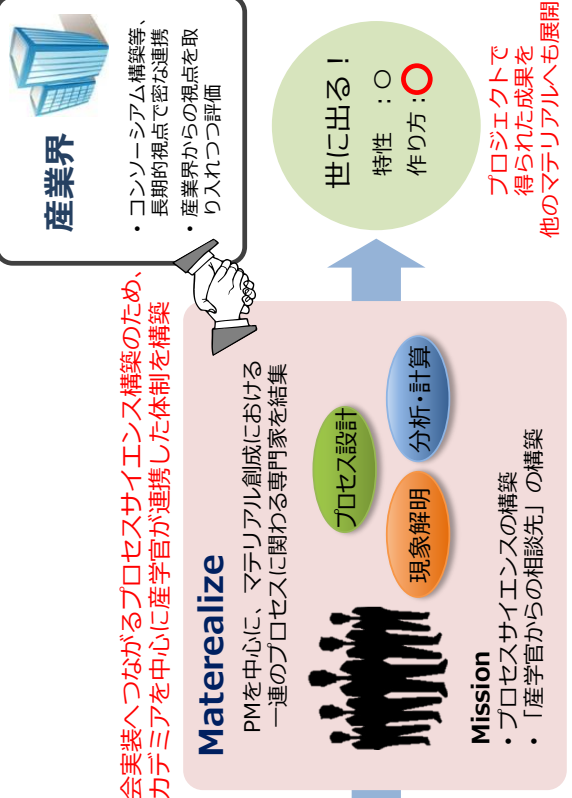 会実装へつながるプロセスサイエンス構築のため、
カデミアを中心に産学官が連携した体制を構築
Materealize
PMを中心に、マテリアル創成における
一連のプロセスに関わる専門家を結集
プロセス設計
現象解明
分析・計算
Mission
・プロセスサイエンスの構築
・「産学官からの相談先」の構築
産業界
・コンソーシアム構築等、
長期的視点で密な連携
・産業界からの視点を取
り入れつつ評価
世に出る！
特性 ：○
作り方：○
プロジェクトで
得られた成果を
他のマテリアルへも展開